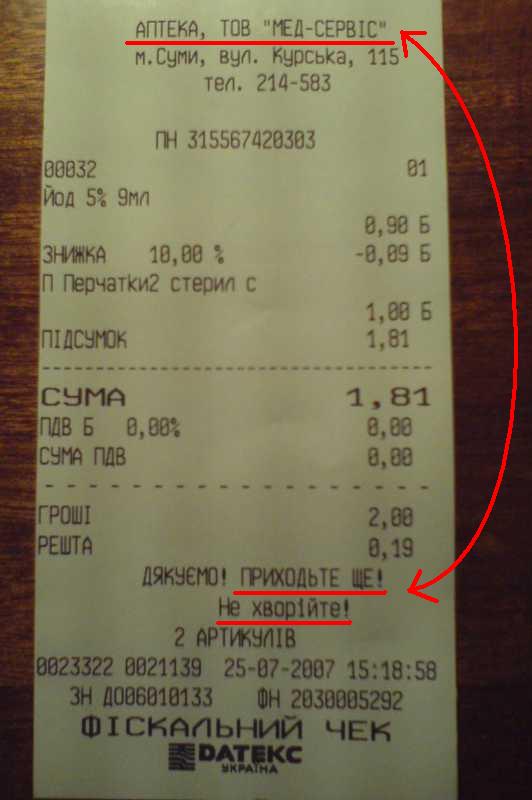 АПТЕКА, ТОВ "МЕД-СЕРВІС"
м.Суми, вул. Курська, 115
тел. 214-583
ПН 315567420303
00032 01
Йод 5% 9мл
0,90 Б
ЗНИЖКА 10,00 % -0,09 Б
П Перчатки2 стерил с
1,00 Б
ПІДСУМОК 1,81
СУМА 1,81
ПДВ Б 0,00% 0,00
СУМА ПДВ 0,00
ГРОШІ 2,00
РЕШТА 0,19
ДЯКУЄМО! ПРИХОДЬТЕ ЩЕ!
Не хворійте!
2 АРТИКУЛІВ
0023322 0021139 25-07-2007 15:18:58
ЗН ДО06010133 ФН 2030005292
ФІСКАЛЬНИЙ ЧЕК
DАТЕКС
УКРАЇНА